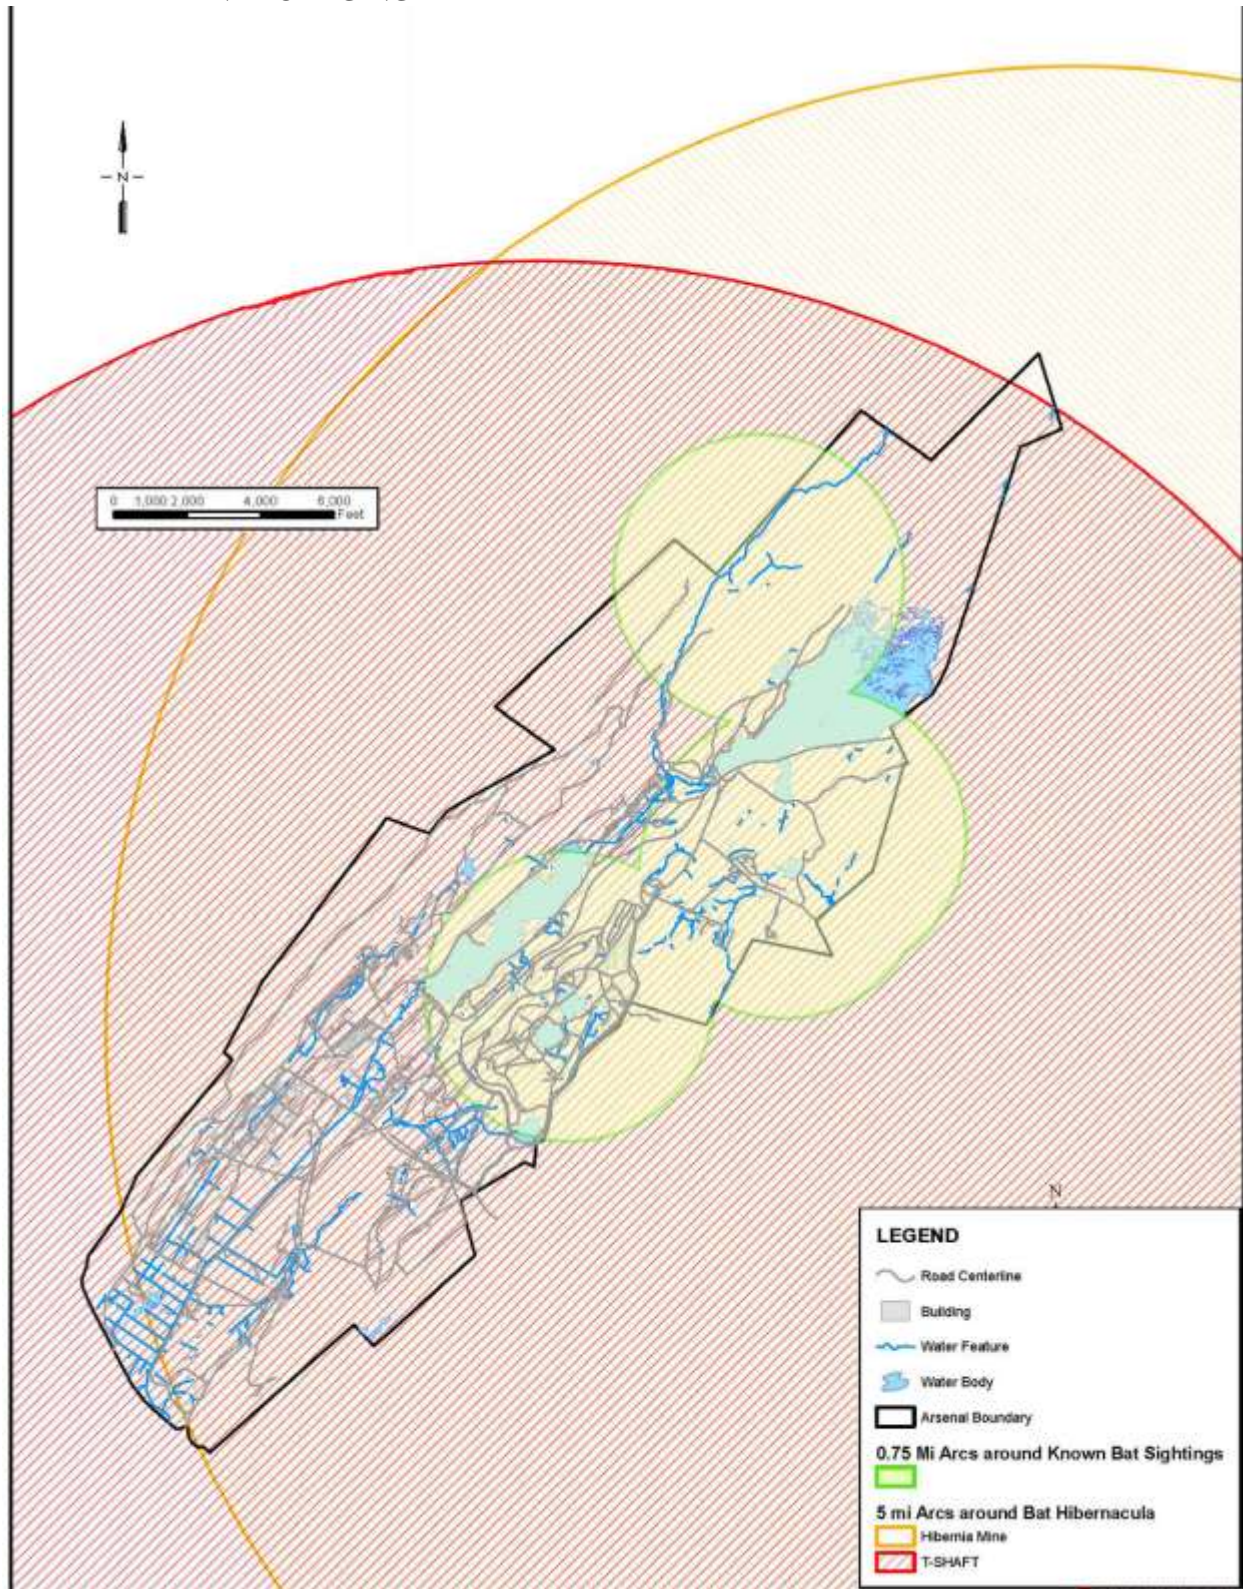 N
0 1,000 2,000 4,000 6,000
Feet
N
LEGEND
Road Centerline
Building
Water Feature
Water Body
Arsenal Boundary
0.75 Mi Arcs around Known Bat Sightings
5 mi Arcs around Bat Hibernacula
Hibernia Mine
T-SHAFT